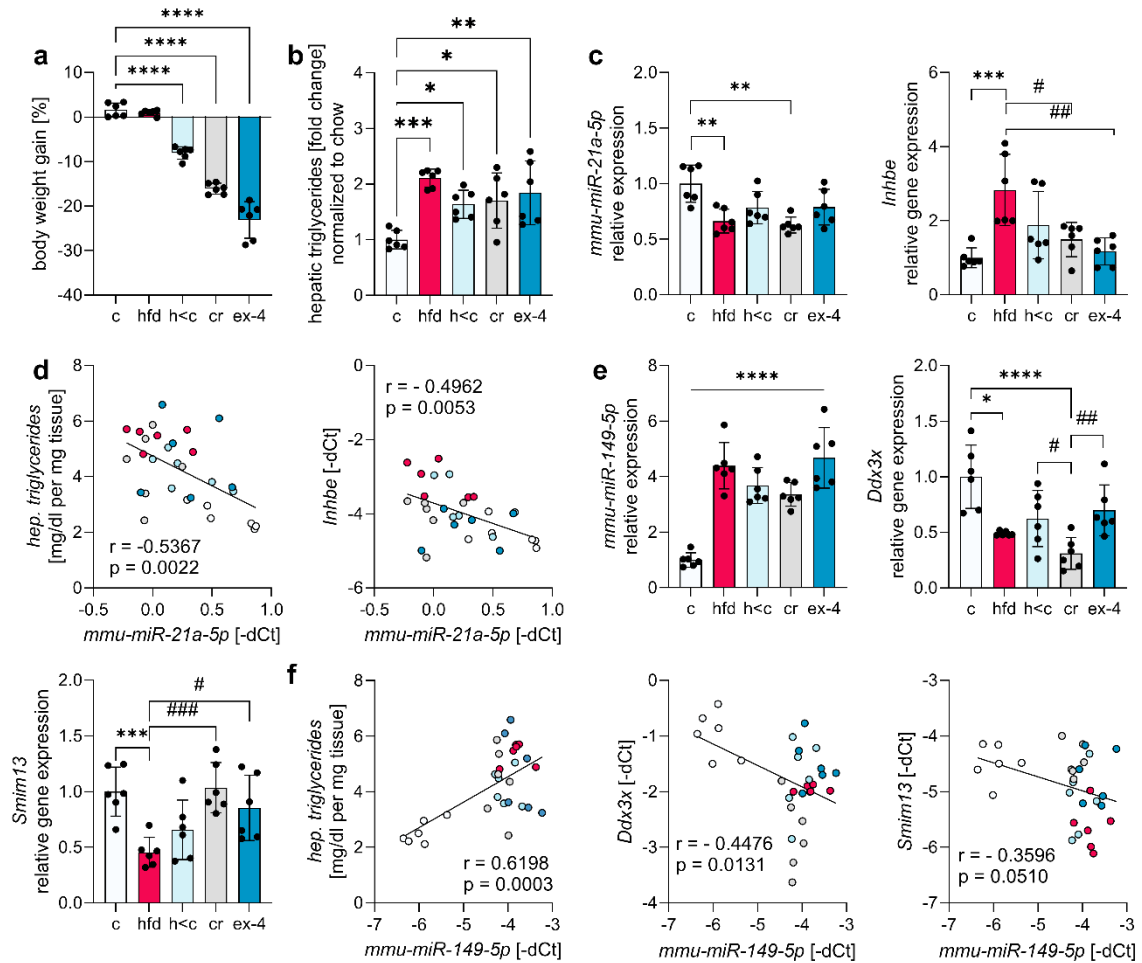 a
body weight gain [%]
10
0
-10
-20
-30
-40
****
****
****
c hfd h<c cr ex-4
b
hepatic triglycerides [fold change]
normalized to chow
4
3
2
1
0
**
*
*
***
c hfd h<c cr ex-4
c
mmu-miR-21a-5p
relative expression
2.0
1.5
1.0
0.5
0.0
**
**
c hfd h<c cr ex-4
Inhbe
relative gene expression
6
4
2
0
***
#
##
c hfd h<c cr ex-4
d
hep. triglycerides
[mg/dl per mg tissue]
8
6
4
2
0
r = -0.5367
p = 0.0022
-0.5 0.0 0.5 1.0
mmu-miR-21a-5p [-dCt]
Inhbe [-dCt]
0
-2
-4
-6
r = - 0.4962
p = 0.0053
-0.5 0.0 0.5 1.0
mmu-miR-21a-5p [-dCt]
e
mmu-miR-149-5p
relative expression
8
6
4
2
0
****
c hfd h<c cr ex-4
Ddx3x
relative gene expression
2.0
1.5
1.0
0.5
0.0
****
*
##
#
c hfd h<c cr ex-4
Smim13
relative gene expression
2.0
1.5
1.0
0.5
0.0
#
###
***
c hfd h<c cr ex-4
f
hep. triglycerides
[mg/dl per mg tissue]
8
6
4
2
0
r = 0.6198
p = 0.0003
-7 -6 -5 -4 -3
mmu-miR-149-5p [-dCt]
Ddx3x [-dCt]
0
-1
-2
-3
-4
r = - 0.4476
p = 0.0131
-7 -6 -5 -4 -3
mmu-miR-149-5p [-dCt]
Smim13 [-dCt]
-3
-4
-5
-6
-7
r = - 0.3596
p = 0.0510
-7 -6 -5 -4 -3
mmu-miR-149-5p [-dCt]